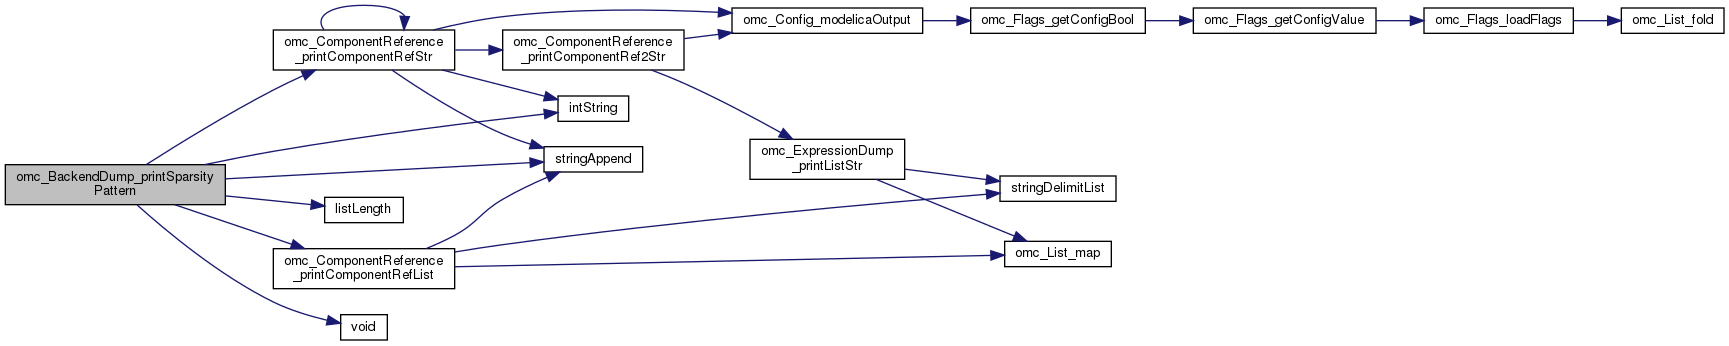 omc_BackendDump_printSparsity
Pattern
omc_ComponentReference
_printComponentRefStr
omc_ComponentReference
_printComponentRef2Str
omc_Config_modelicaOutput
omc_Flags_getConfigBool
omc_Flags_getConfigValue
omc_Flags_loadFlags
omc_List_fold
intString
stringAppend
omc_ExpressionDump
_printListStr
stringDelimitList
listLength
omc_ComponentReference
_printComponentRefList
omc_List_map
void